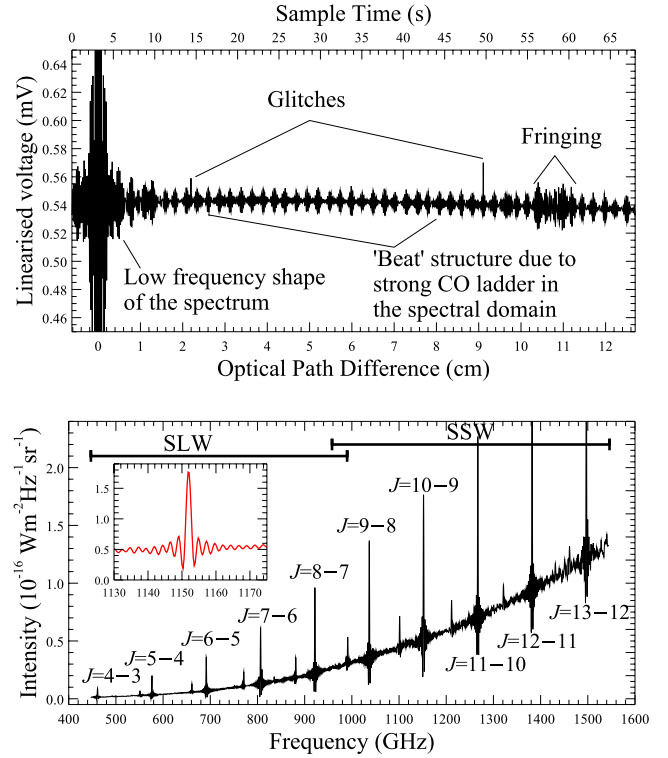 Sample Time (s)
0 5 10 15 20 25 30 35 40 45 50 55 60 65
Linearised voltage (mV)
0.64
0.62
0.60
0.58
0.56
0.54
0.52
0.50
0.48
0.46
Glitches
Fringing
Low frequency shape
of the spectrum
'Beat' structure due to
strong CO ladder in
the spectral domain
0 1 2 3 4 5 6 7 8 9 10 11 12
Optical Path Difference (cm)
Intensity (10⁻¹⁶ Wm⁻²Hz⁻¹sr⁻¹)
2.0
1.5
1.0
0.5
0.0
SLW
SSW
1.5
1.0
0.5
0.0
1130 1140 1150 1160 1170
J=4−3
J=5−4
J=6−5
J=7−6
J=8−7
J=9−8
J=10−9
J=11−10
J=12−11
J=13−12
400 500 600 700 800 900 1000 1100 1200 1300 1400 1500 1600
Frequency (GHz)